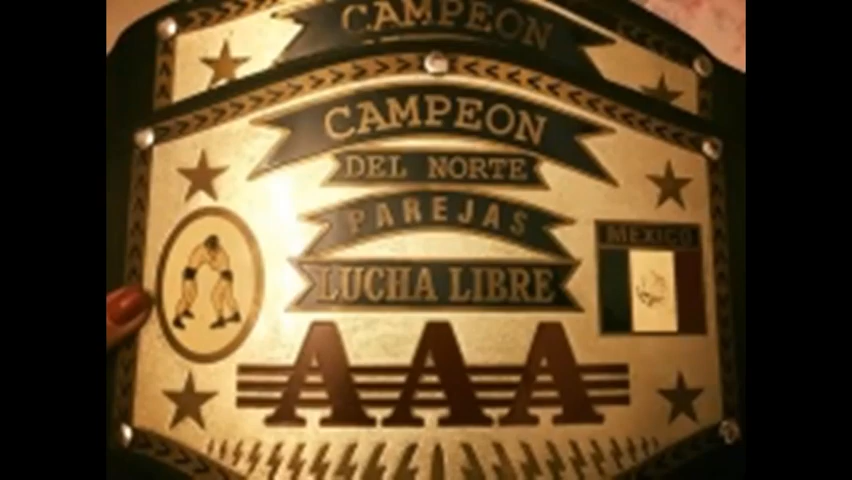 CAMPEON
CAMPEON
DEL NORTE
PAREJAS
LUCHA LIBRE
MEXICO
AAA